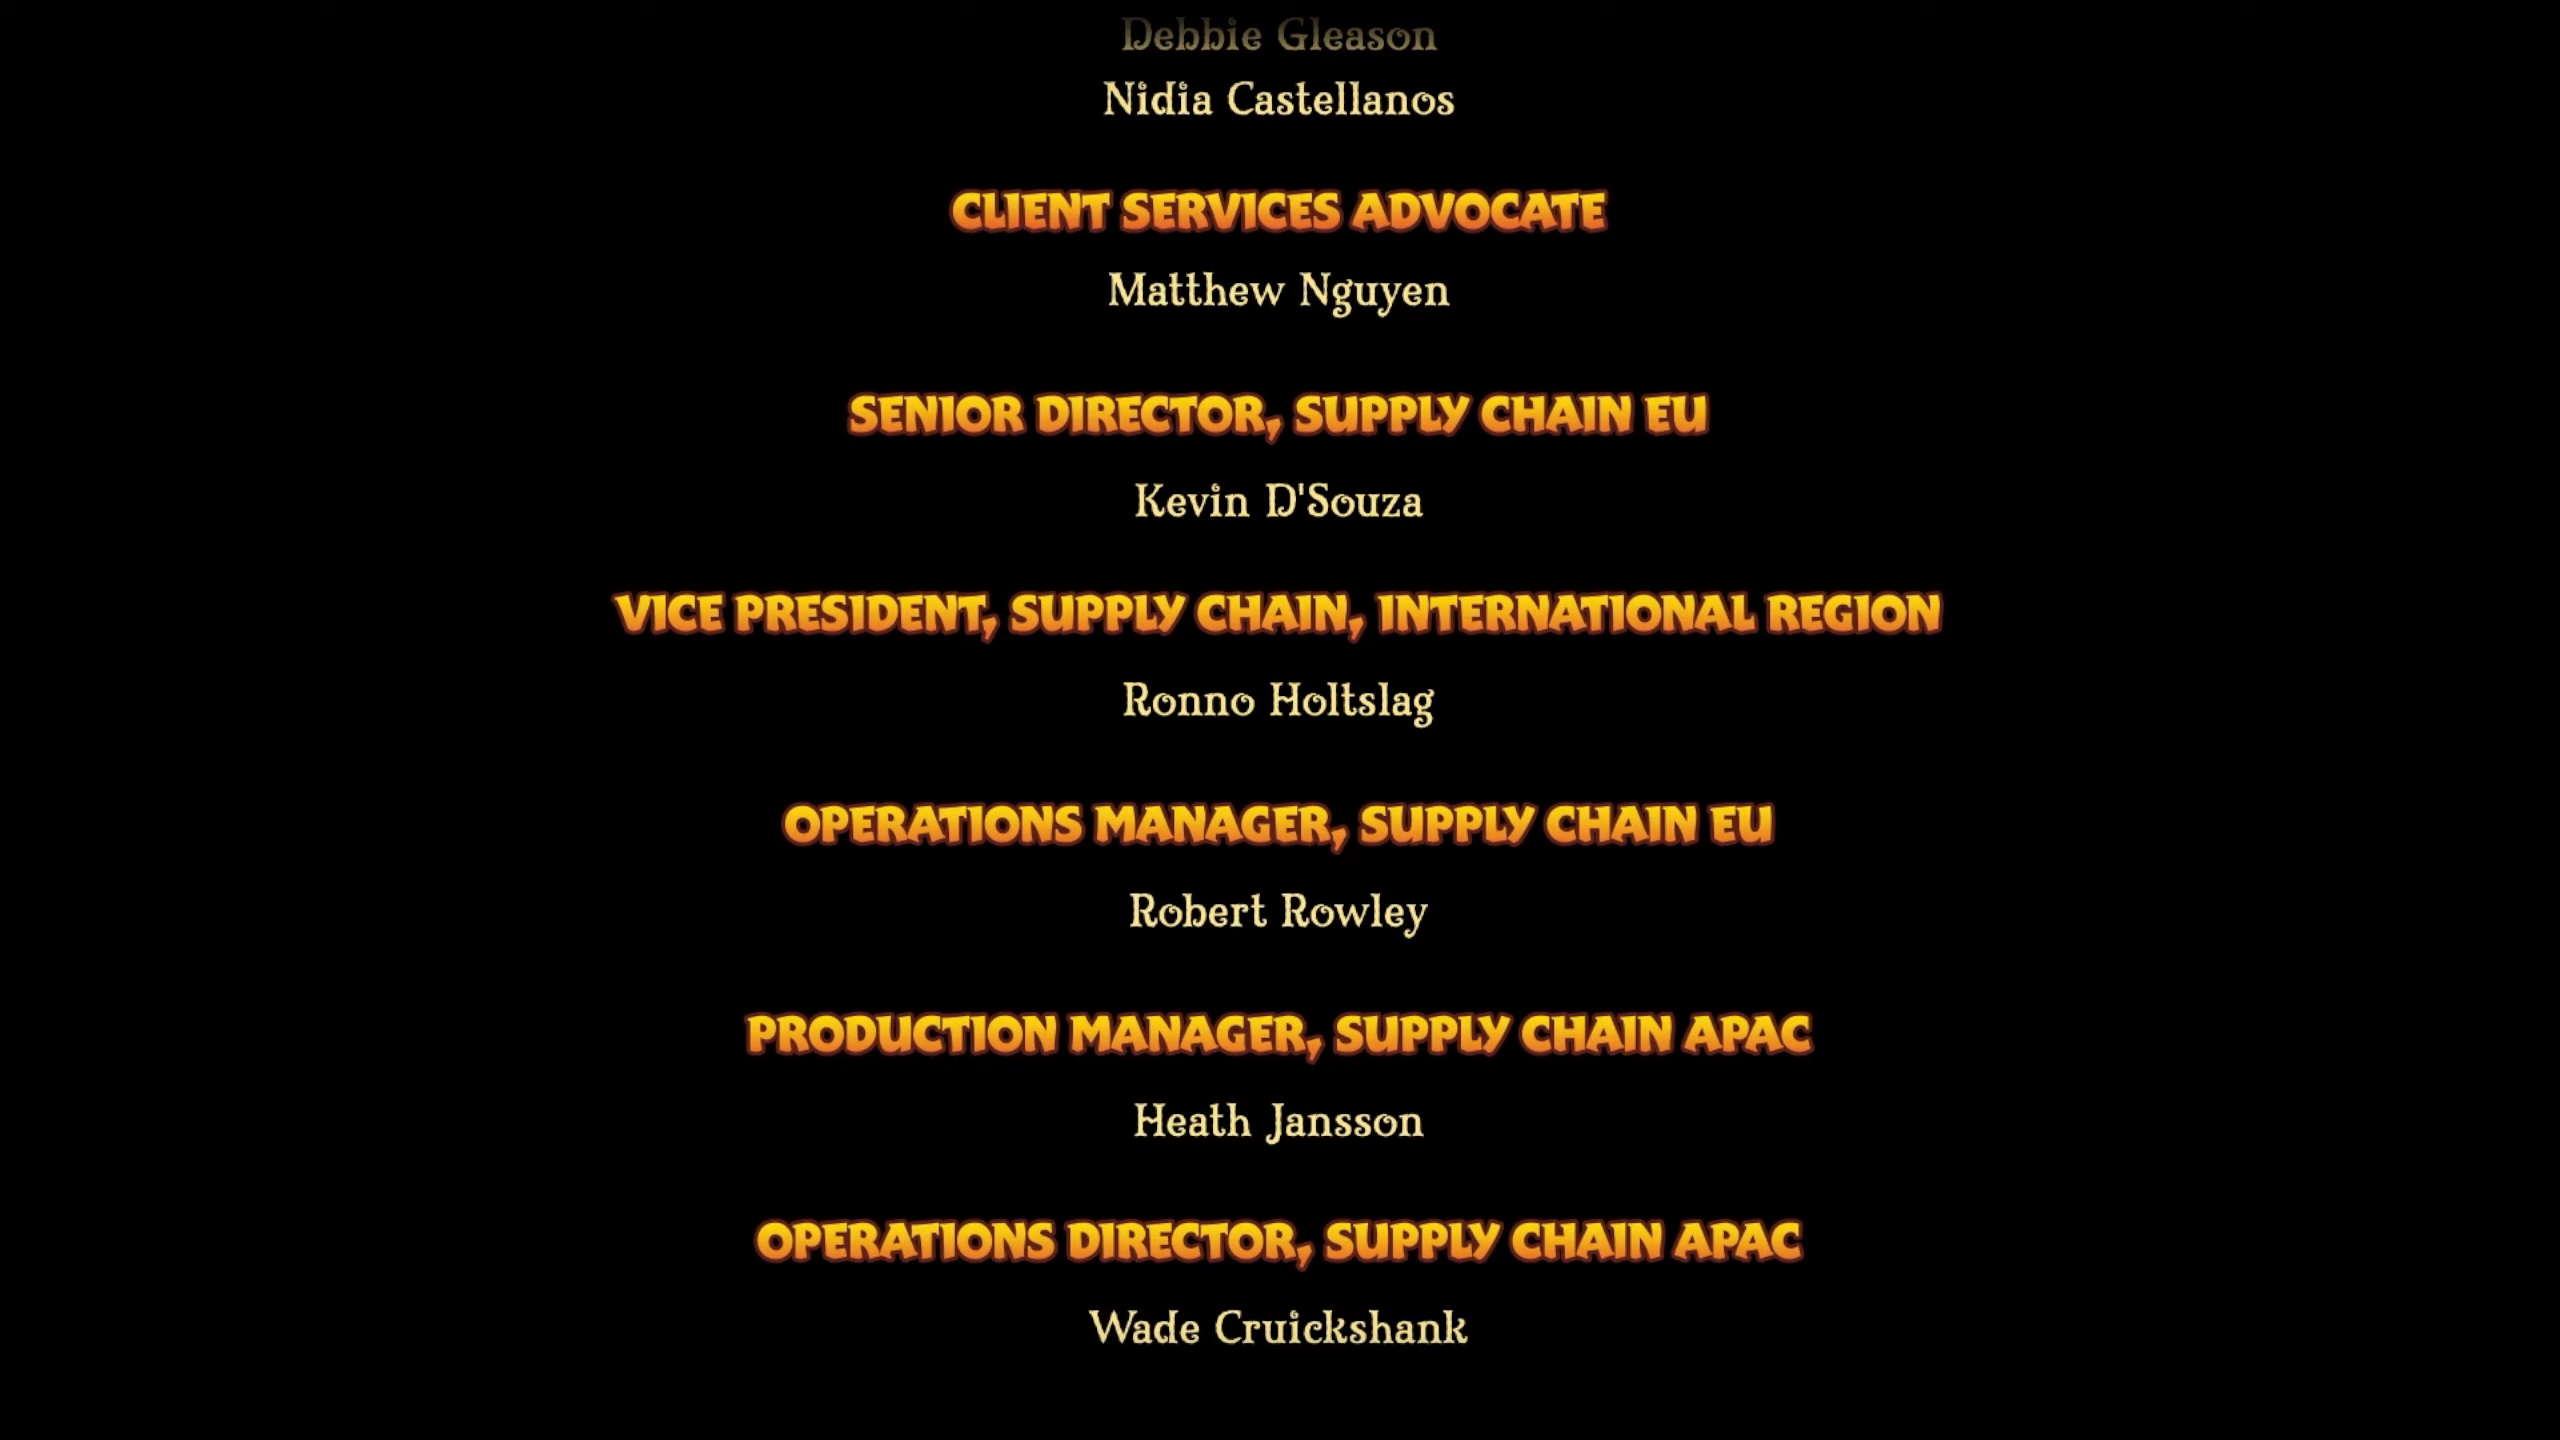 Debbie Gleason
Nidia Castellanos
CLIENT SERVICES ADVOCATE
Matthew Nguyen
SENIOR DIRECTOR, SUPPLY CHAIN EU
Kevin D'Souza
VICE PRESIDENT, SUPPLY CHAIN, INTERNATIONAL REGION
Ronno Holtslag
OPERATIONS MANAGER, SUPPLY CHAIN EU
Robert Rowley
PRODUCTION MANAGER, SUPPLY CHAIN APAC
Heath Jansson
OPERATIONS DIRECTOR, SUPPLY CHAIN APAC
Wade Cruickshank